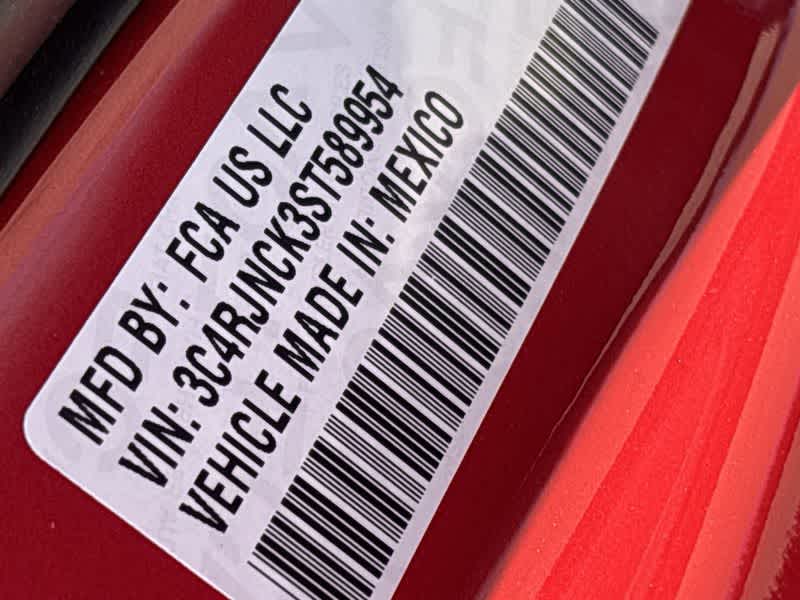 MFD BY: FCA US LLC
VIN: 3C4RJNCK3ST589954
VEHICLE MADE IN: MEXICO